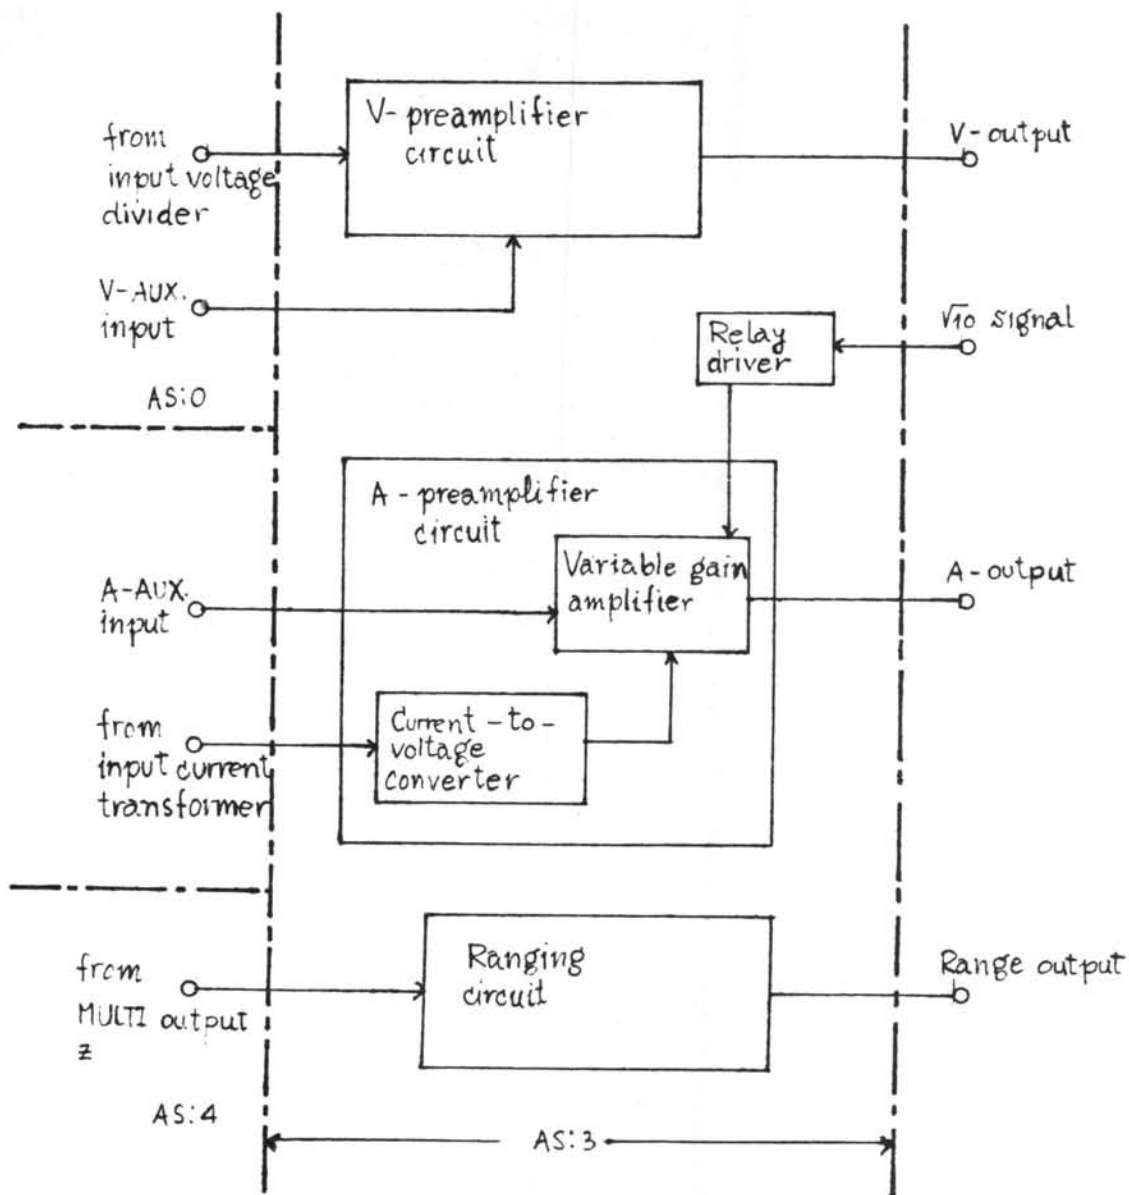 V- preamplifier
circuit
from
input voltage
divider
V-output
V-AUX.
input
√10 signal
Relay
driver
AS:0
A - preamplifier
circuit
Variable gain
amplifier
A-AUX.
input
A-output
Current -to-
voltage
converter
from
input current
transformer
Ranging
circuit
from
MULTI output
z
Range output
AS:4
AS:3